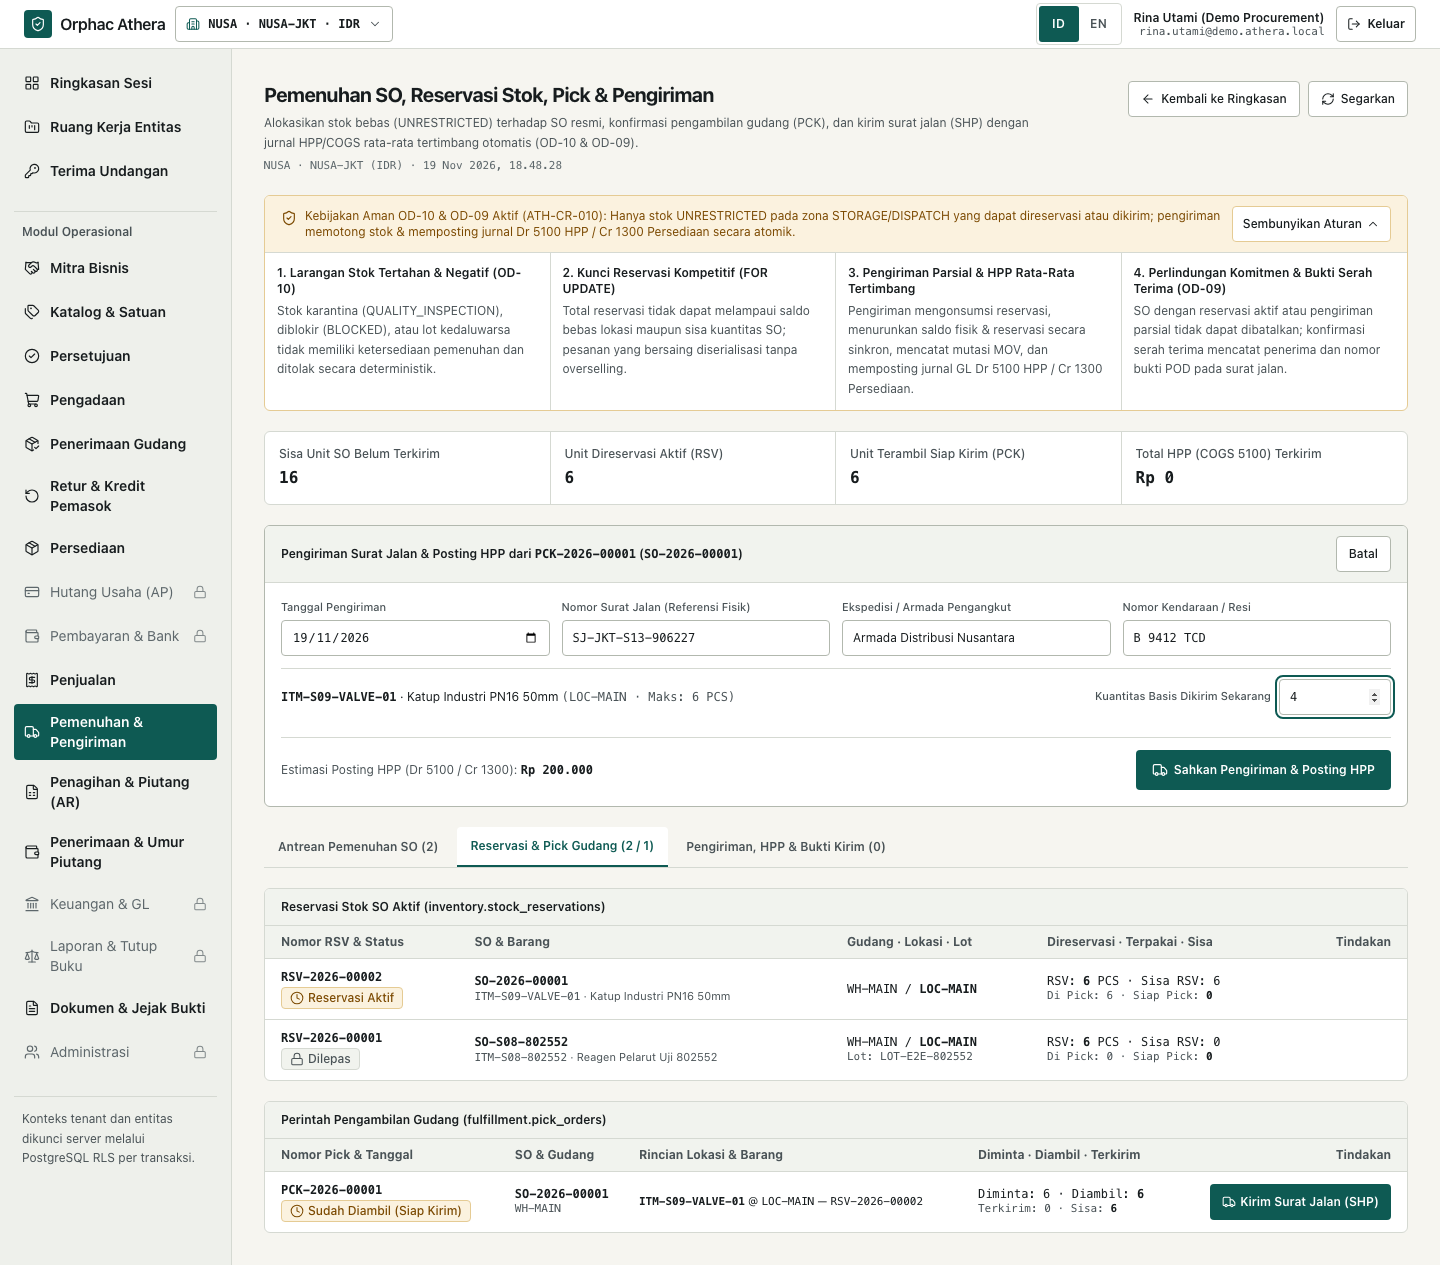 Orphac Athera
NUSA · NUSA-JKT · IDR
ID
EN
Rina Utami (Demo Procurement)
rina.utami@demo.athera.local
Keluar
Ringkasan Sesi
Ruang Kerja Entitas
Terima Undangan
Modul Operasional
Mitra Bisnis
Katalog & Satuan
Persetujuan
Pengadaan
Penerimaan Gudang
Retur & Kredit
Pemasok
Persediaan
Hutang Usaha (AP)
Pembayaran & Bank
Penjualan
Pemenuhan &
Pengiriman
Penagihan & Piutang
(AR)
Penerimaan & Umur
Piutang
Keuangan & GL
Laporan & Tutup
Buku
Dokumen & Jejak Bukti
Administrasi
Konteks tenant dan entitas
dikunci server melalui
PostgreSQL RLS per transaksi.
Pemenuhan SO, Reservasi Stok, Pick & Pengiriman
Alokasikan stok bebas (UNRESTRICTED) terhadap SO resmi, konfirmasi pengambilan gudang (PCK), dan kirim surat jalan (SHP) dengan
jurnal HPP/COGS rata-rata tertimbang otomatis (OD-10 & OD-09).
NUSA · NUSA-JKT (IDR) · 19 Nov 2026, 18.48.28
Kembali ke Ringkasan
Segarkan
Kebijakan Aman OD-10 & OD-09 Aktif (ATH-CR-010): Hanya stok UNRESTRICTED pada zona STORAGE/DISPATCH yang dapat direservasi atau dikirim; pengiriman
memotong stok & memposting jurnal Dr 5100 HPP / Cr 1300 Persediaan secara atomik.
Sembunyikan Aturan
1. Larangan Stok Tertahan & Negatif (OD-
10)
Stok karantina (QUALITY_INSPECTION),
diblokir (BLOCKED), atau lot kedaluwarsa
tidak memiliki ketersediaan pemenuhan dan
ditolak secara deterministik.
2. Kunci Reservasi Kompetitif (FOR
UPDATE)
Total reservasi tidak dapat melampaui saldo
bebas lokasi maupun sisa kuantitas SO;
pesanan yang bersaing diserialisasi tanpa
overselling.
3. Pengiriman Parsial & HPP Rata-Rata
Tertimbang
Pengiriman mengonsumsi reservasi,
menurunkan saldo fisik & reservasi secara
sinkron, mencatat mutasi MOV, dan
memposting jurnal GL Dr 5100 HPP / Cr 1300
Persediaan.
4. Perlindungan Komitmen & Bukti Serah
Terima (OD-09)
SO dengan reservasi aktif atau pengiriman
parsial tidak dapat dibatalkan; konfirmasi
serah terima mencatat penerima dan nomor
bukti POD pada surat jalan.
Sisa Unit SO Belum Terkirim
16
Unit Direservasi Aktif (RSV)
6
Unit Terambil Siap Kirim (PCK)
6
Total HPP (COGS 5100) Terkirim
Rp 0
Pengiriman Surat Jalan & Posting HPP dari PCK-2026-00001 (SO-2026-00001)
Batal
Tanggal Pengiriman
19/11/2026
Nomor Surat Jalan (Referensi Fisik)
SJ-JKT-S13-906227
Ekspedisi / Armada Pengangkut
Armada Distribusi Nusantara
Nomor Kendaraan / Resi
B 9412 TCD
ITM-S09-VALVE-01 · Katup Industri PN16 50mm (LOC-MAIN · Maks: 6 PCS)
Kuantitas Basis Dikirim Sekarang
4
Estimasi Posting HPP (Dr 5100 / Cr 1300): Rp 200.000
Sahkan Pengiriman & Posting HPP
Antrean Pemenuhan SO (2)
Reservasi & Pick Gudang (2 / 1)
Pengiriman, HPP & Bukti Kirim (0)
Reservasi Stok SO Aktif (inventory.stock_reservations)
Nomor RSV & Status
SO & Barang
Gudang · Lokasi · Lot
Direservasi · Terpakai · Sisa
Tindakan
RSV-2026-00002
Reservasi Aktif
SO-2026-00001
ITM-S09-VALVE-01 · Katup Industri PN16 50mm
WH-MAIN / LOC-MAIN
RSV: 6 PCS · Sisa RSV: 6
Di Pick: 6 · Siap Pick: 0
RSV-2026-00001
Dilepas
SO-S08-802552
ITM-S08-802552 · Reagen Pelarut Uji 802552
WH-MAIN / LOC-MAIN
Lot: LOT-E2E-802552
RSV: 6 PCS · Sisa RSV: 0
Di Pick: 0 · Siap Pick: 0
Perintah Pengambilan Gudang (fulfillment.pick_orders)
Nomor Pick & Tanggal
SO & Gudang
Rincian Lokasi & Barang
Diminta · Diambil · Terkirim
Tindakan
PCK-2026-00001
Sudah Diambil (Siap Kirim)
SO-2026-00001
WH-MAIN
ITM-S09-VALVE-01 @ LOC-MAIN — RSV-2026-00002
Diminta: 6 · Diambil: 6
Terkirim: 0 · Sisa: 6
Kirim Surat Jalan (SHP)